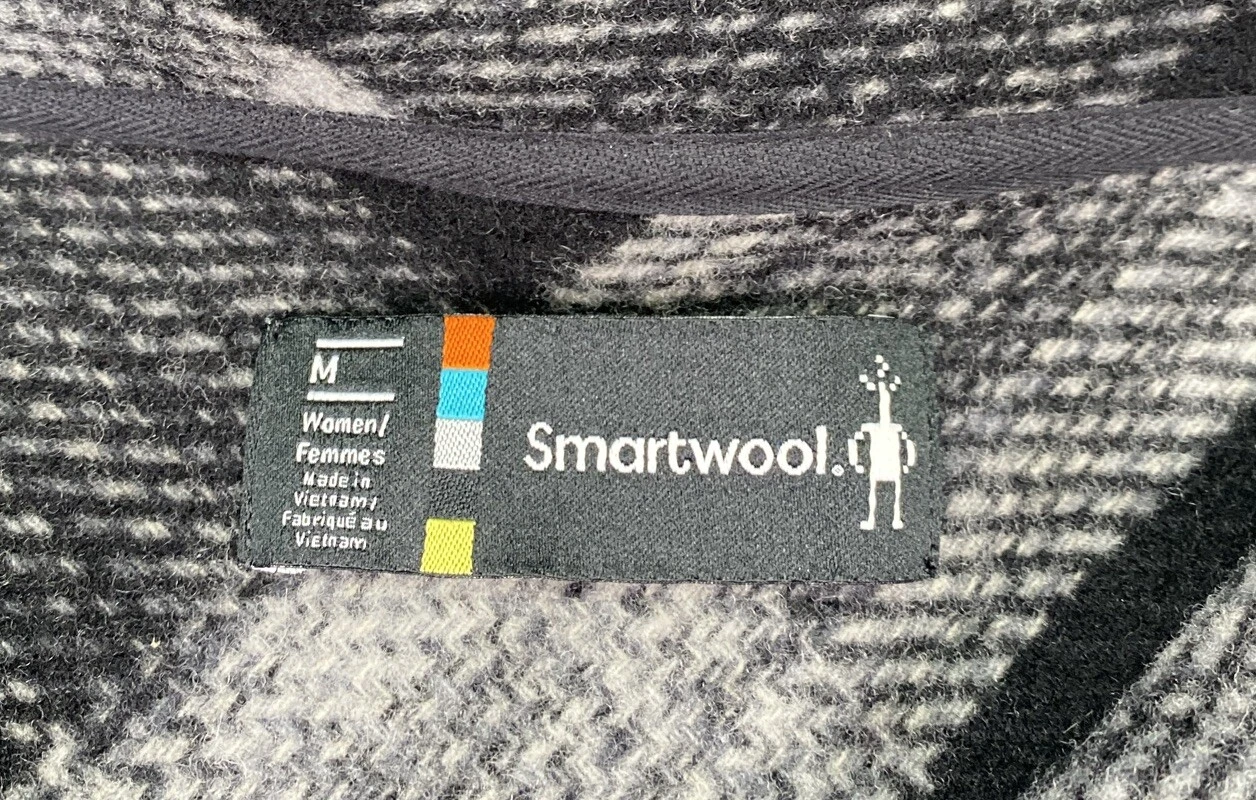 M
Women/
Femmes
Made in
Vietnam/
Fabriqué au
Vietnam
Smartwool.